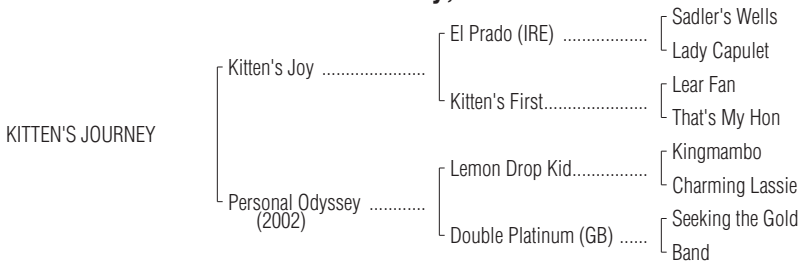 Sadler's Wells
El Prado (IRE) ..................
Lady Capulet
Kitten's Joy ......................
Lear Fan
Kitten's First......................
That's My Hon
KITTEN'S JOURNEY
Kingmambo
Lemon Drop Kid................
Charming Lassie
Personal Odyssey ............
(2002)
Seeking the Gold
Double Platinum (GB) ......
Band